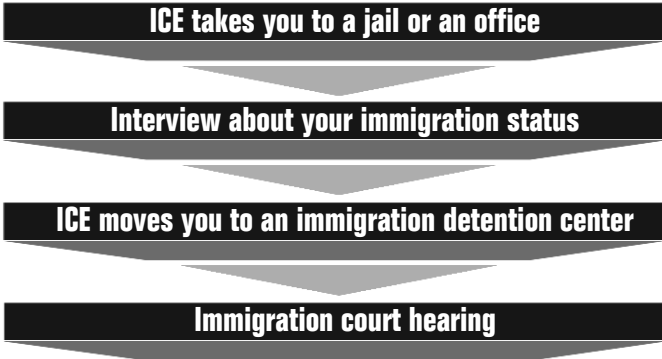 ICE takes you to a jail or an office
Interview about your immigration status
ICE moves you to an immigration detention center
Immigration court hearing